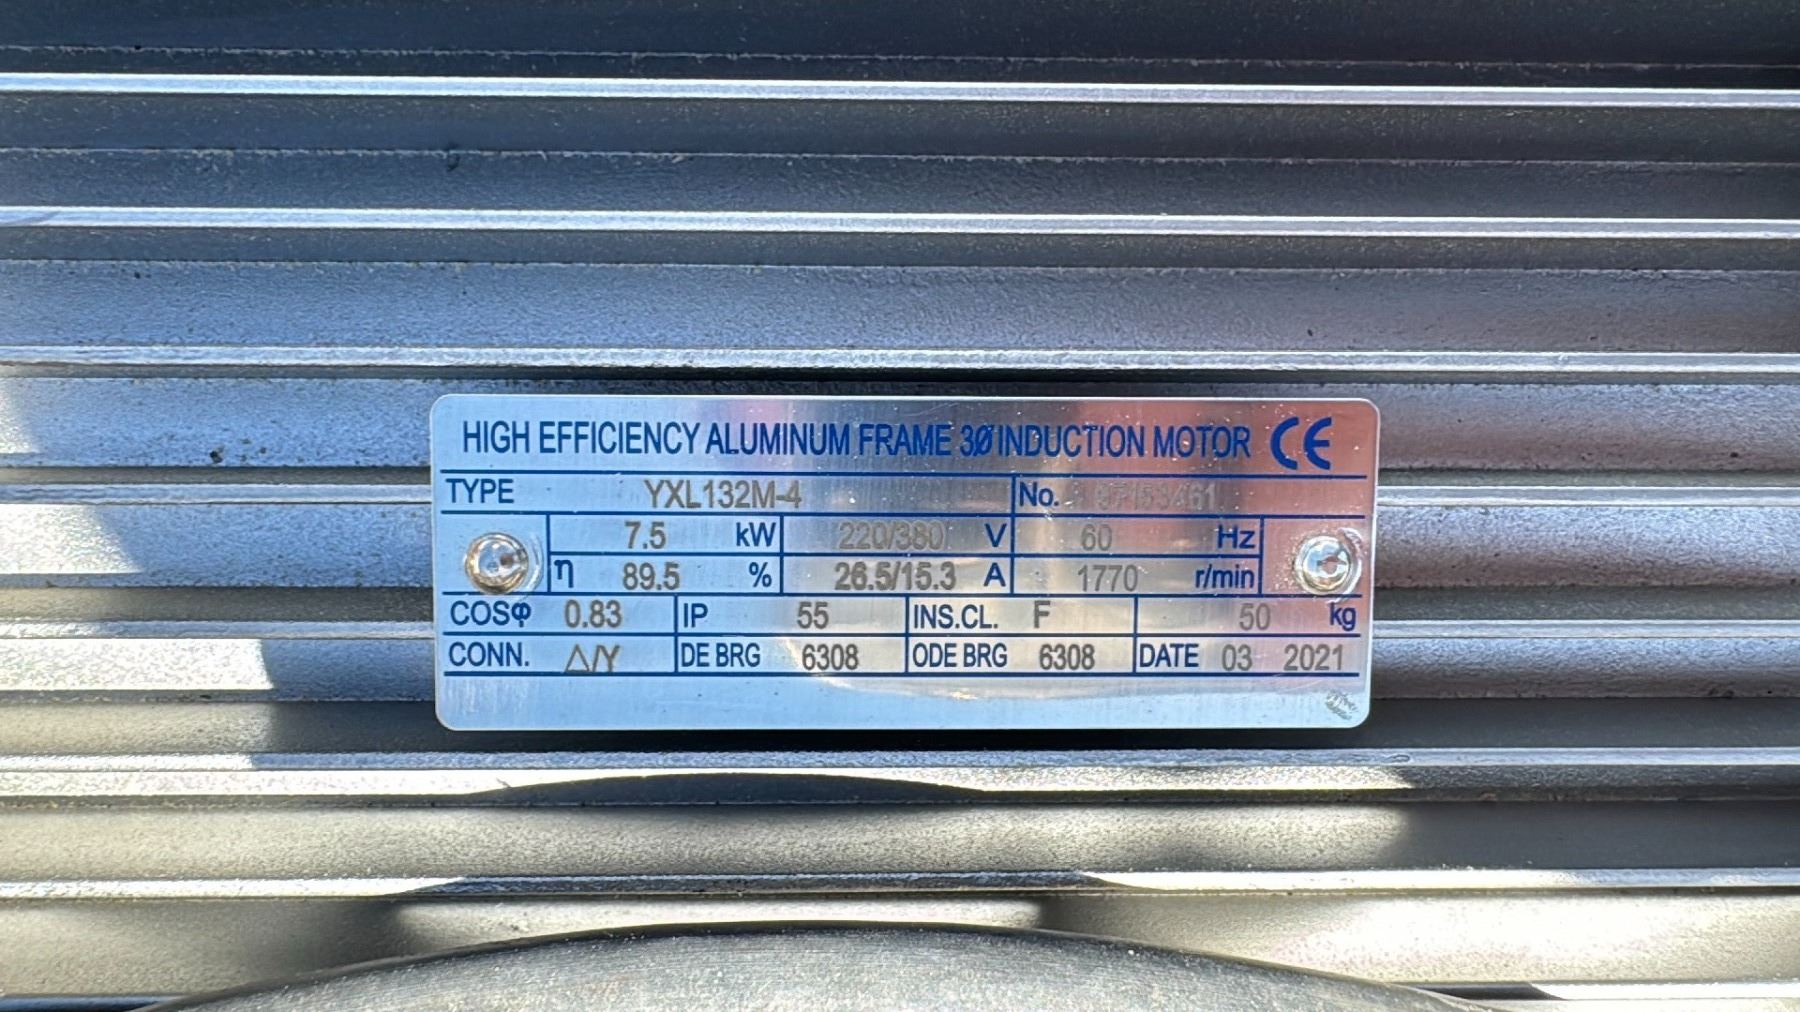 HIGH EFFICIENCY ALUMINUM FRAME 3Ø INDUCTION MOTOR CE
TYPE YXL132M-4 No.
7.5 kW 220/380 V 60 Hz
η 89.5 % 26.5/15.3 A 1770 r/min
COSφ 0.83 IP 55 INS.CL. F 50 kg
CONN. △/Y DE BRG 6308 ODE BRG 6308 DATE 03 2021